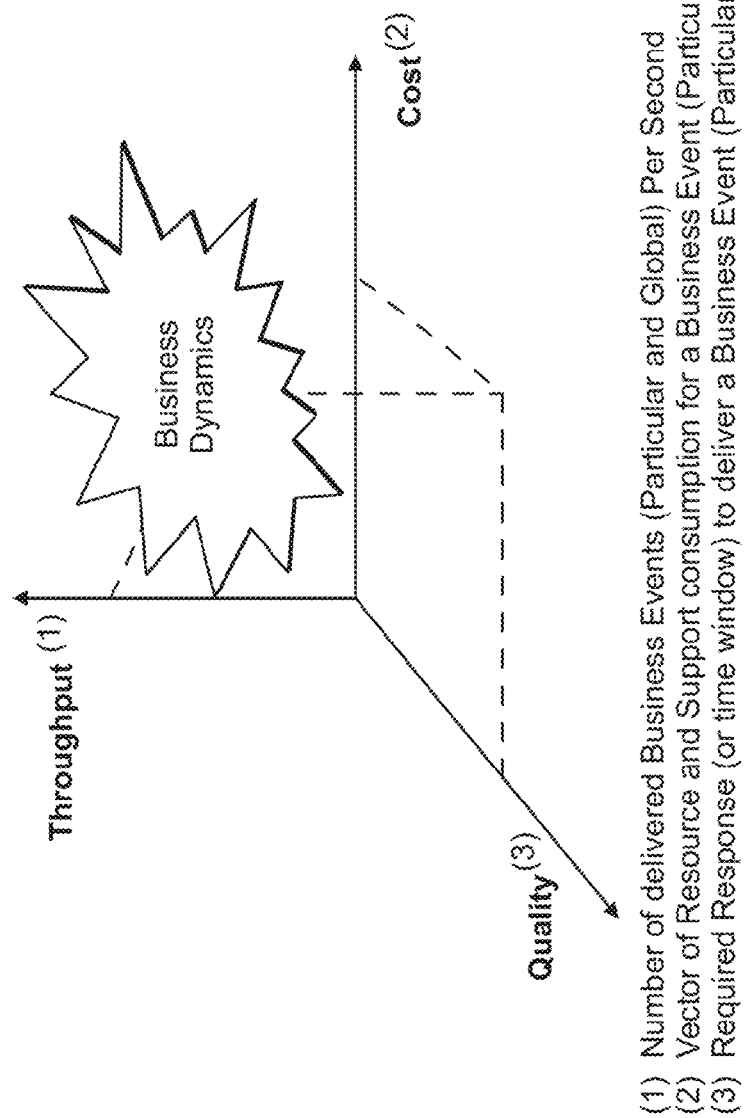 Throughput (1)
Business
Dynamics
Cost (2)
Quality (3)
(1) Number of delivered Business Events (Particular and Global) Per Second
(2) Vector of Resource and Support consumption for a Business Event (Particu
(3) Required Response (or time window) to deliver a Business Event (Particular